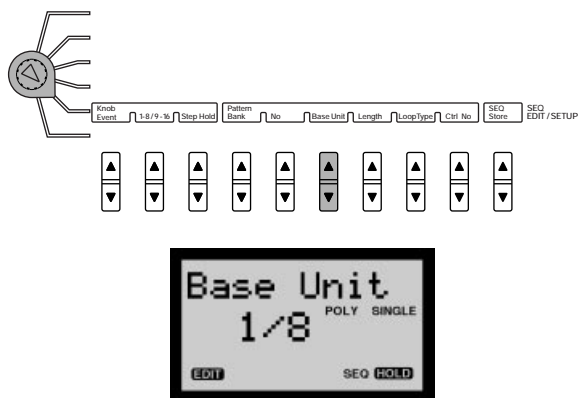 Knob Pattern SEQ SEQ
Event 1-8 / 9 -16 Step Hold Bank No Base Unit Length LoopType Ctrl No Store EDIT / SETUP
Base Unit
POLY SINGLE
1/8
EDIT SEQ HOLD